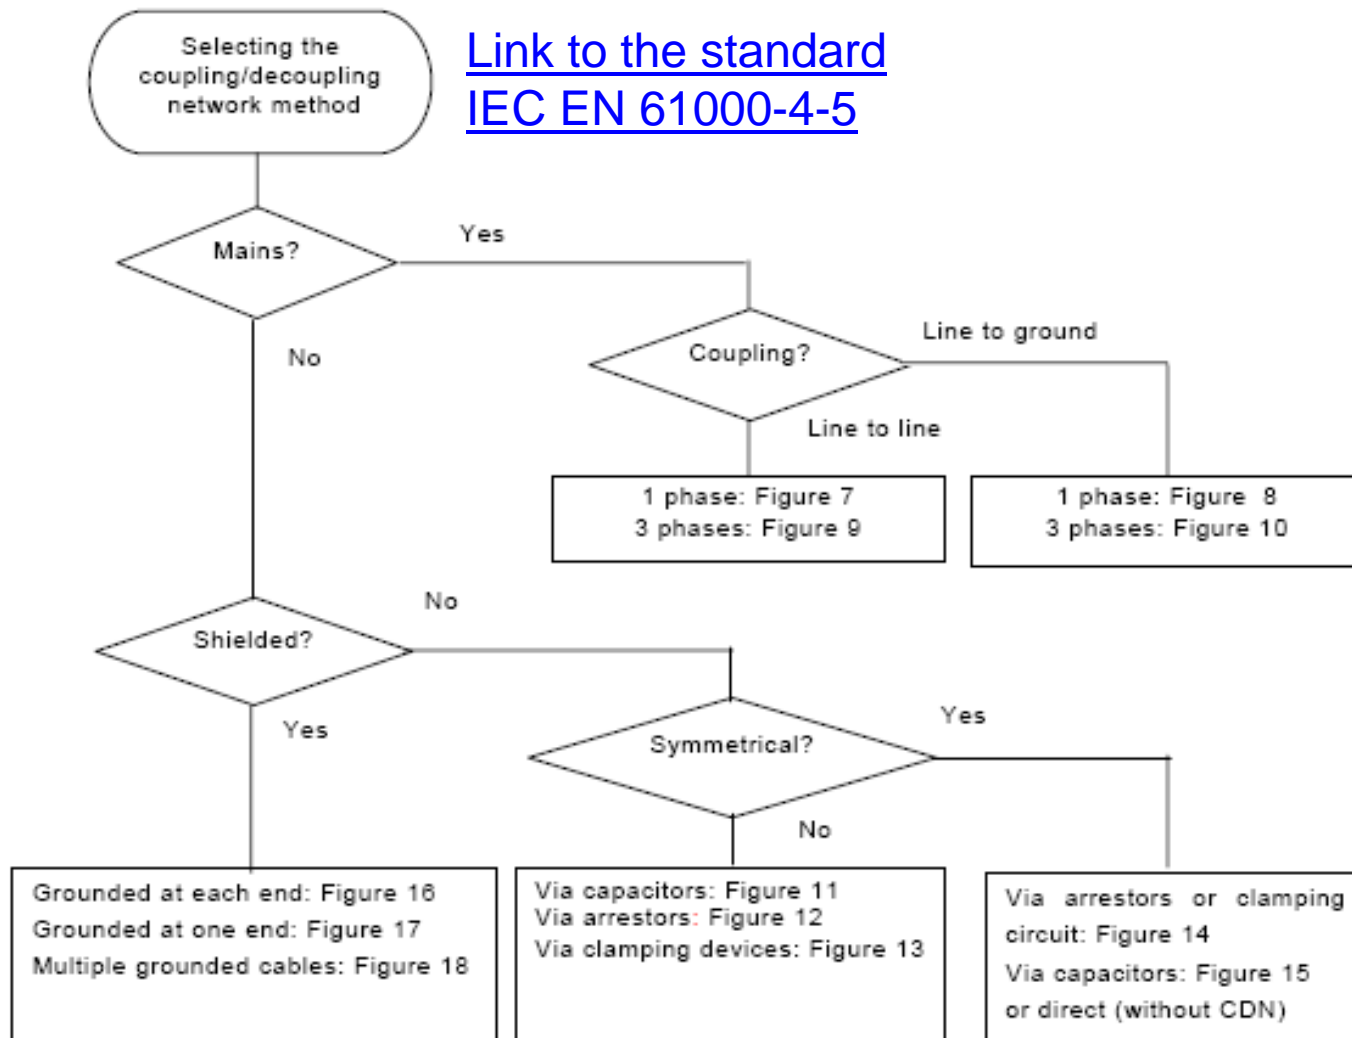 Selecting the
coupling/decoupling
network method
Link to the standard
IEC EN 61000-4-5
Mains?
Yes
No
Coupling?
Line to ground
Line to line
1 phase: Figure 7
3 phases: Figure 9
1 phase: Figure 8
3 phases: Figure 10
Shielded?
No
Yes
Symmetrical?
Yes
No
Grounded at each end: Figure 16
Grounded at one end: Figure 17
Multiple grounded cables: Figure 18
Via capacitors: Figure 11
Via arrestors: Figure 12
Via clamping devices: Figure 13
Via arrestors or clamping
circuit: Figure 14
Via capacitors: Figure 15
or direct (without CDN)